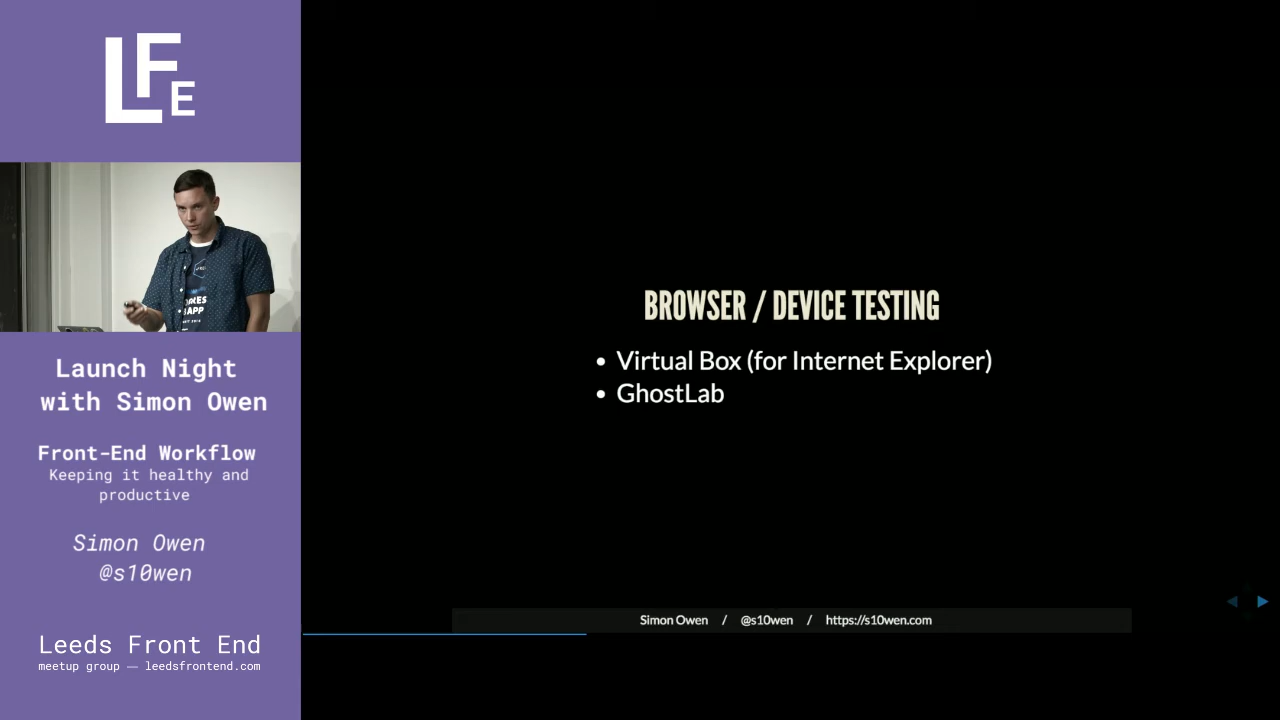 LFE
Launch Night
with Simon Owen
Front-End Workflow
Keeping it healthy and
productive
Simon Owen
@s10wen
Leeds Front End
meetup group — leedsfrontend.com
BROWSER / DEVICE TESTING
• Virtual Box (for Internet Explorer)
• GhostLab
Simon Owen / @s10wen / https://s10wen.com